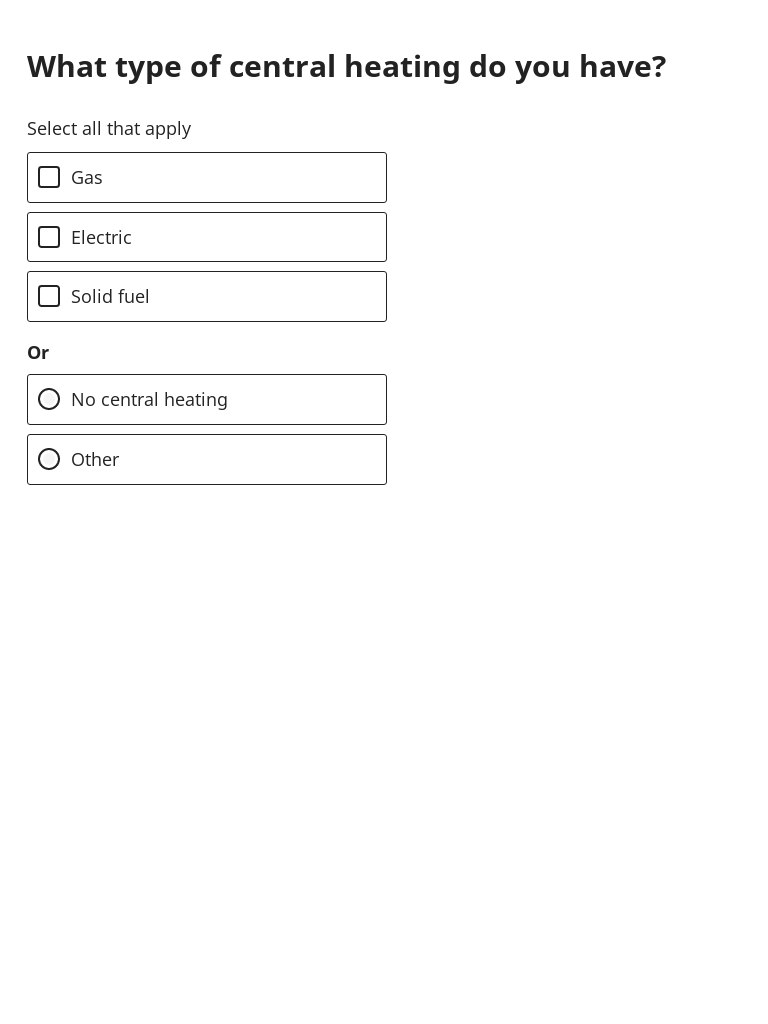 What type of central heating do you have?
Select all that apply
Gas
Electric
Solid fuel
Or
No central heating
Other